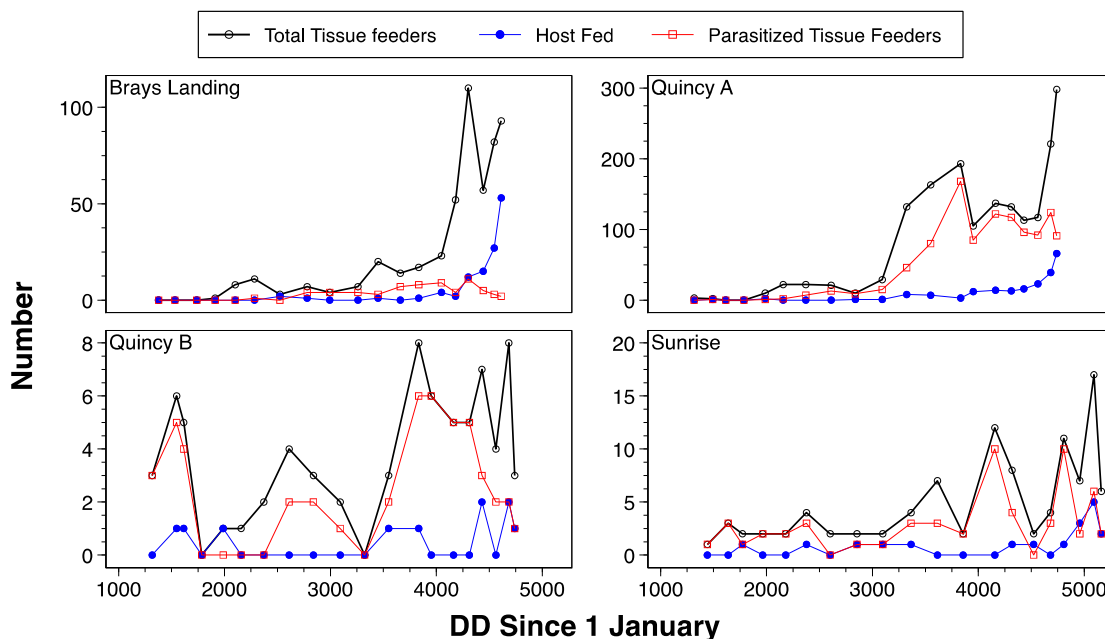 Total Tissue feeders Host Fed Parasitized Tissue Feeders
Brays Landing
100
50
0
Quincy A
300
200
100
0
Number
Quincy B
8
6
4
2
0
1000 2000 3000 4000 5000
Sunrise
20
15
10
5
0
1000 2000 3000 4000 5000
DD Since 1 January